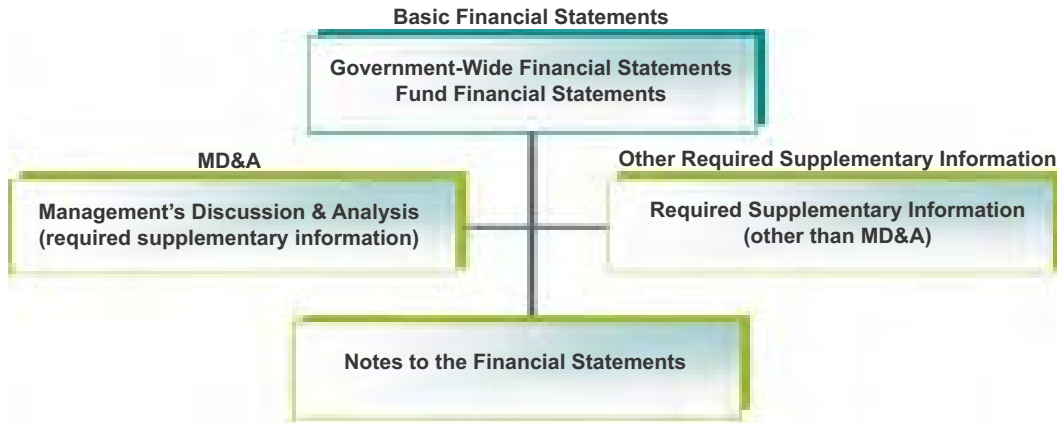 Basic Financial Statements
Government-Wide Financial Statements
Fund Financial Statements
MD&A
Management’s Discussion & Analysis
(required supplementary information)
Other Required Supplementary Information
Required Supplementary Information
(other than MD&A)
Notes to the Financial Statements